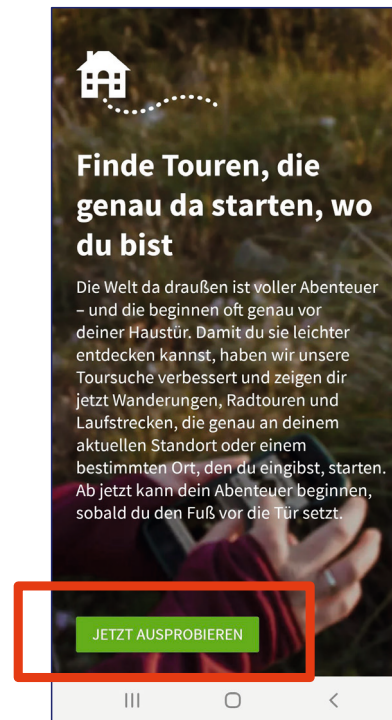 Finde Touren, die
genau da starten, wo
du bist
Die Welt da draußen ist voller Abenteuer
– und die beginnen oft genau vor
deiner Haustür. Damit du sie leichter
entdecken kannst, haben wir unsere
Toursuche verbessert und zeigen dir
jetzt Wanderungen, Radtouren und
Laufstrecken, die genau an deinem
aktuellen Standort oder einem
bestimmten Ort, den du eingibst, starten.
Ab jetzt kann dein Abenteuer beginnen,
sobald du den Fuß vor die Tür setzt.
JETZT AUSPROBIEREN